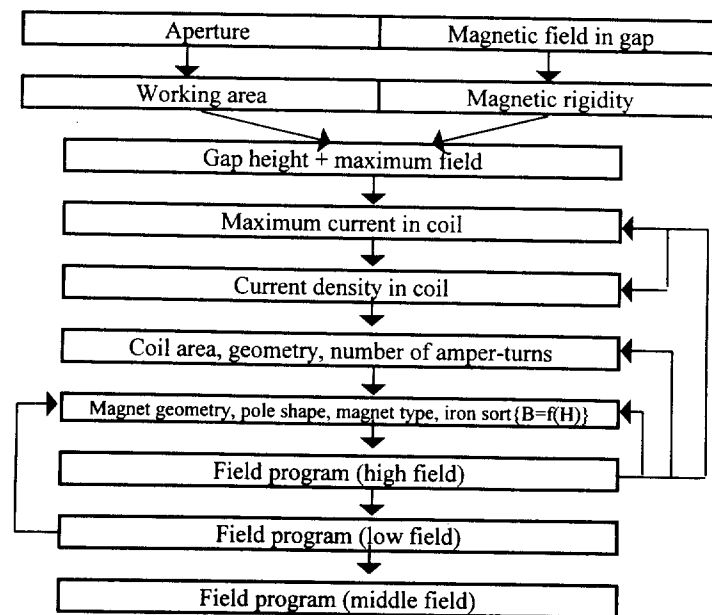 Aperture
Magnetic field in gap
Working area
Magnetic rigidity
Gap height + maximum field
Maximum current in coil
Current density in coil
Coil area, geometry, number of amper-turns
Magnet geometry, pole shape, magnet type, iron sort{B=f(H)}
Field program (high field)
Field program (low field)
Field program (middle field)